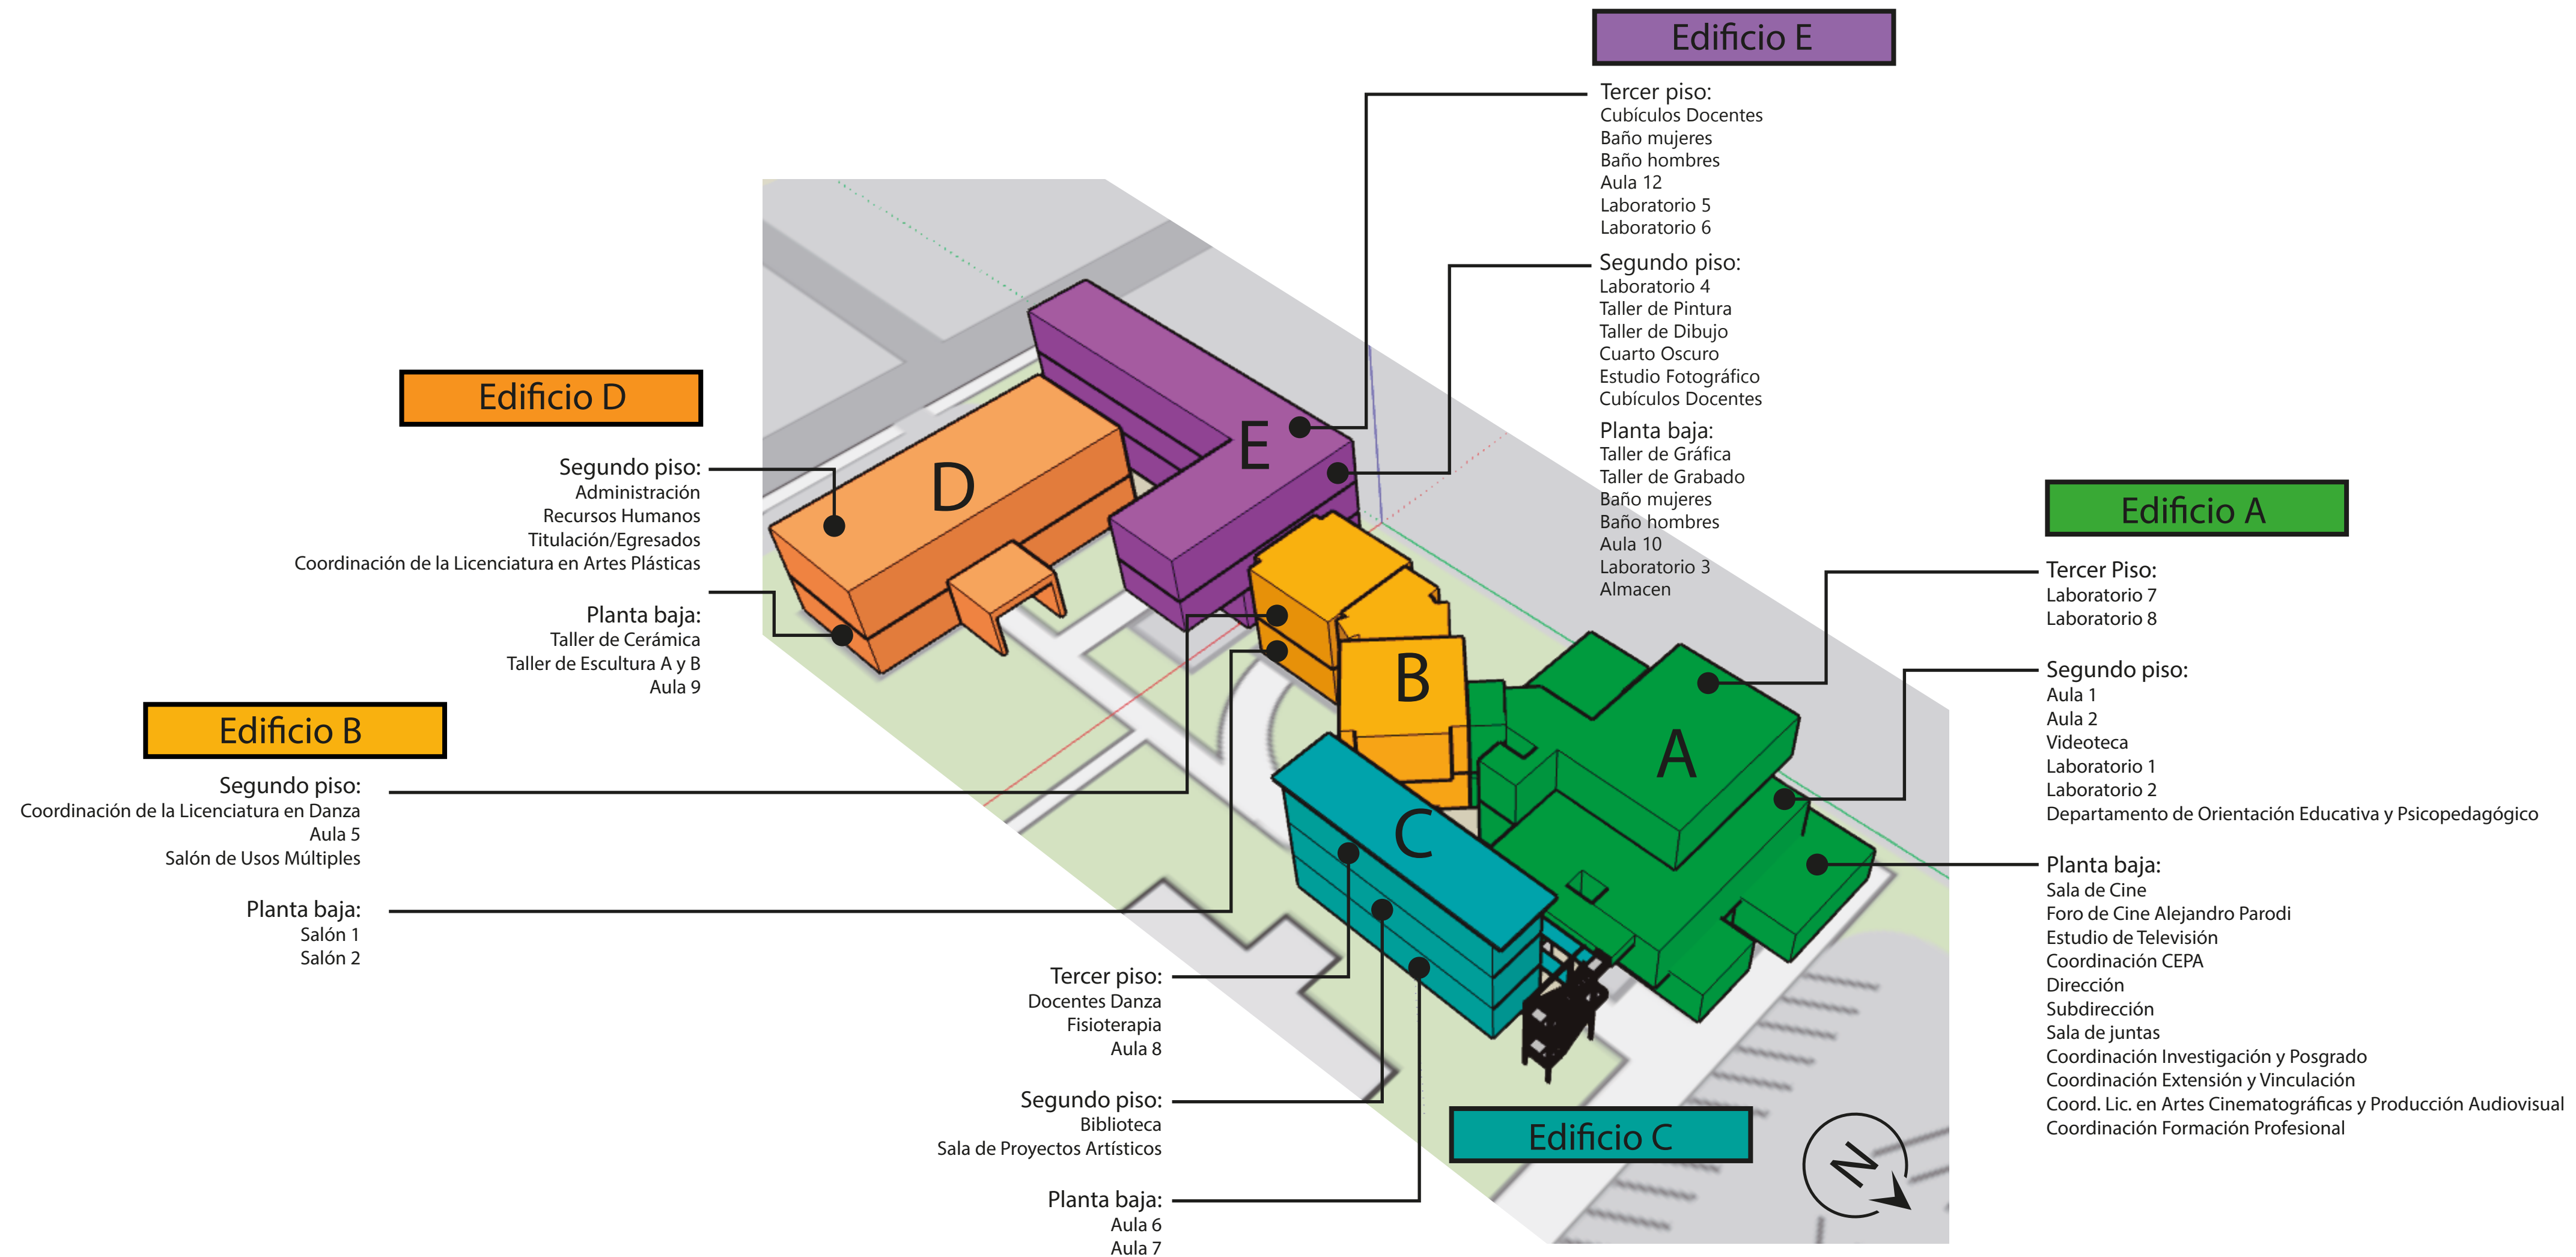 Edificio E
Tercer piso:
Cubículos Docentes
Baño mujeres
Baño hombres
Aula 12
Laboratorio 5
Laboratorio 6
Segundo piso:
Laboratorio 4
Taller de Pintura
Taller de Dibujo
Cuarto Oscuro
Estudio Fotográfico
Cubículos Docentes
Planta baja:
Taller de Gráfica
Taller de Grabado
Baño mujeres
Baño hombres
Aula 10
Laboratorio 3
Almacen
Edificio D
Segundo piso:
Administración
Recursos Humanos
Titulación/Egresados
Coordinación de la Licenciatura en Artes Plásticas
Planta baja:
Taller de Cerámica
Taller de Escultura A y B
Aula 9
Edificio B
Segundo piso:
Coordinación de la Licenciatura en Danza
Aula 5
Salón de Usos Múltiples
Planta baja:
Salón 1
Salón 2
E
D
B
A
C
Edificio A
Tercer Piso:
Laboratorio 7
Laboratorio 8
Segundo piso:
Aula 1
Aula 2
Videoteca
Laboratorio 1
Laboratorio 2
Departamento de Orientación Educativa y Psicopedagógico
Planta baja:
Sala de Cine
Foro de Cine Alejandro Parodi
Estudio de Televisión
Coordinación CEPA
Dirección
Subdirección
Sala de juntas
Coordinación Investigación y Posgrado
Coordinación Extensión y Vinculación
Coord. Lic. en Artes Cinematográficas y Producción Audiovisual
Coordinación Formación Profesional
Tercer piso:
Docentes Danza
Fisioterapia
Aula 8
Segundo piso:
Biblioteca
Sala de Proyectos Artísticos
Planta baja:
Aula 6
Aula 7
Edificio C
N